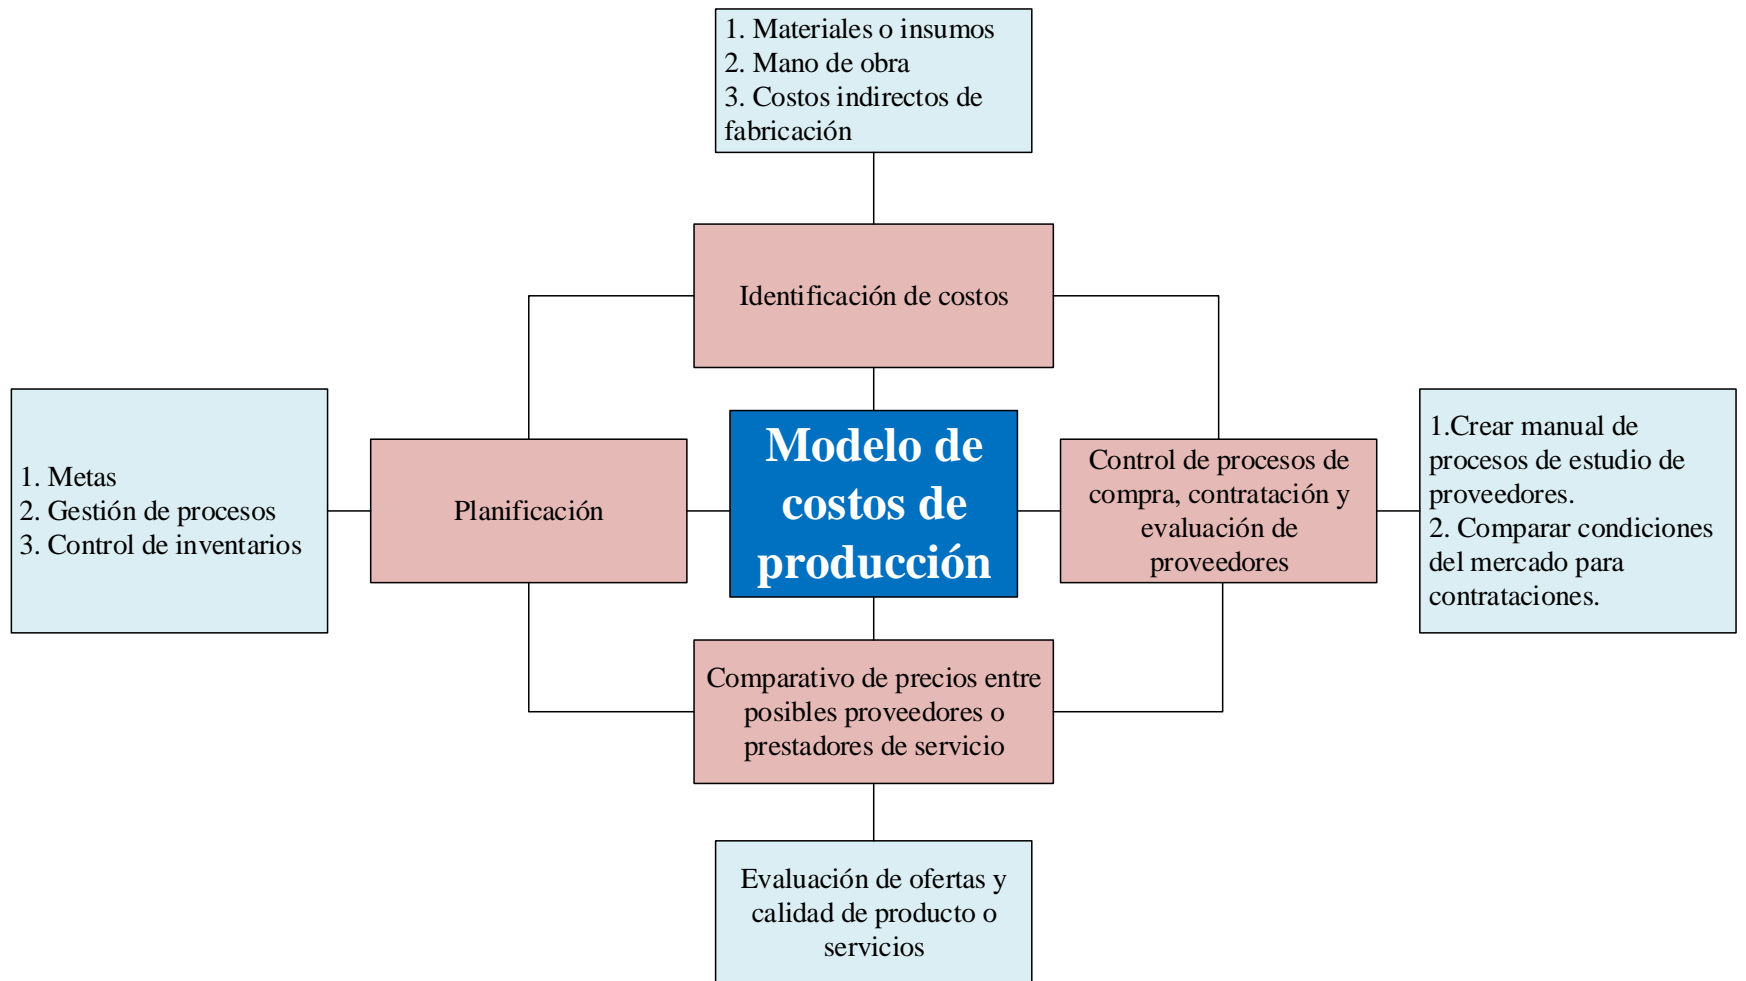 1. Materiales o insumos
2. Mano de obra
3. Costos indirectos de
fabricación
Identificación de costos
1. Metas
2. Gestión de procesos
3. Control de inventarios
Planificación
Modelo de
costos de
producción
Control de procesos de
compra, contratación y
evaluación de
proveedores
1.Crear manual de
procesos de estudio de
proveedores.
2. Comparar condiciones
del mercado para
contrataciones.
Comparativo de precios entre
posibles proveedores o
prestadores de servicio
Evaluación de ofertas y
calidad de producto o
servicios